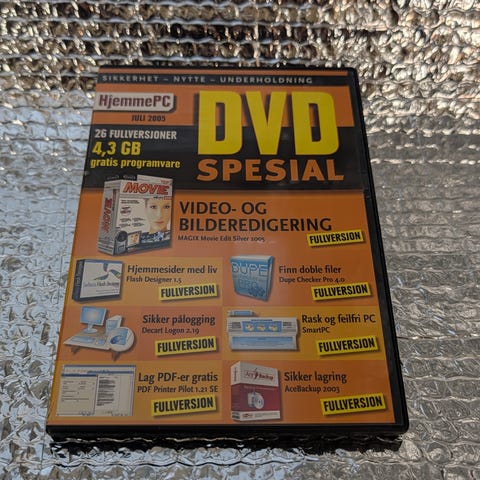 SIKKERHET – NYTTE – UNDERHOLDNING
HjemmePC
JULI 2005
DVD
SPESIAL
26 FULLVERSJONER
4,3 GB
gratis programvare
MOVIE
VIDEO- OG
BILDEREDIGERING
MAGIX Movie Edit Silver 2005
FULLVERSJON
Hjemmesider med liv
Flash Designer 1.5
FULLVERSJON
Finn doble filer
Dupe Checker Pro 4.0
FULLVERSJON
DUPE
Sikker pålogging
Decart Logon 2.19
FULLVERSJON
Rask og feilfri PC
SmartPC
FULLVERSJON
Lag PDF-er gratis
PDF Printer Pilot 1.21 SE
FULLVERSJON
Sikker lagring
AceBackup 2003
FULLVERSJON
AceBackup